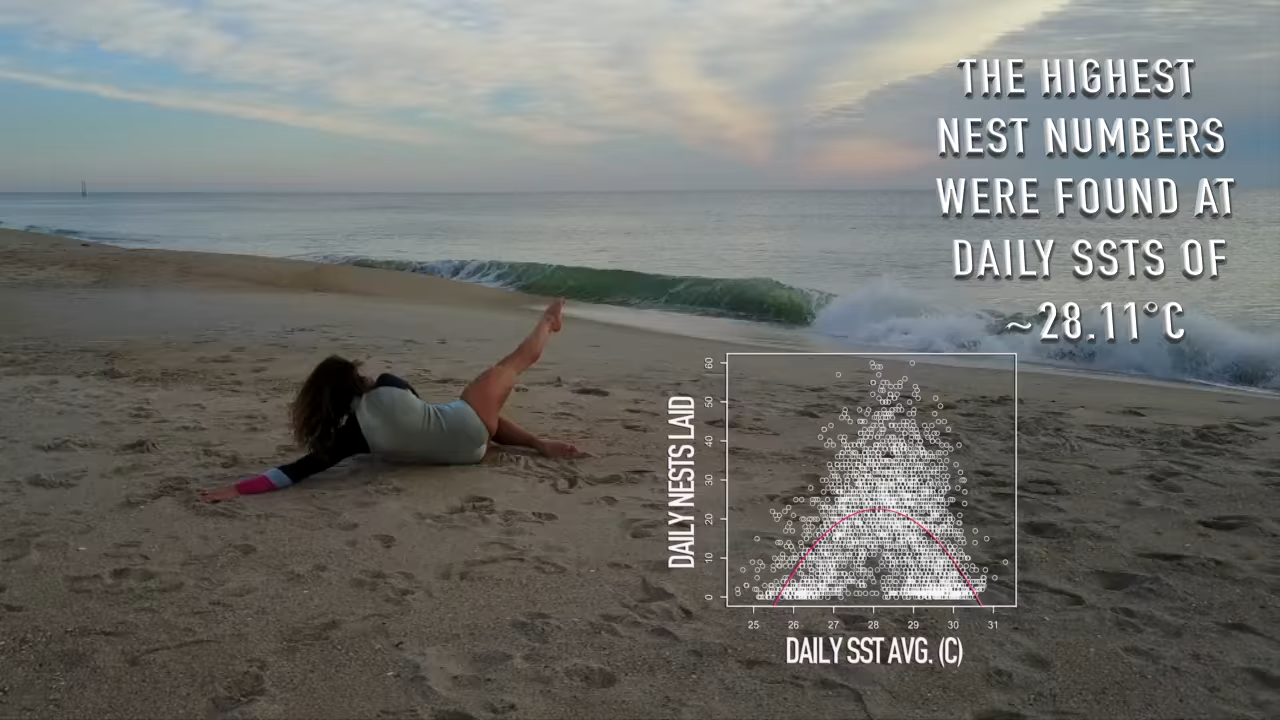 THE HIGHEST
NEST NUMBERS
WERE FOUND AT
DAILY SSTS OF
~28.11°C
DAILY NESTS LAID
60
50
40
30
20
10
0
25 26 27 28 29 30 31
DAILY SST AVG. (C)